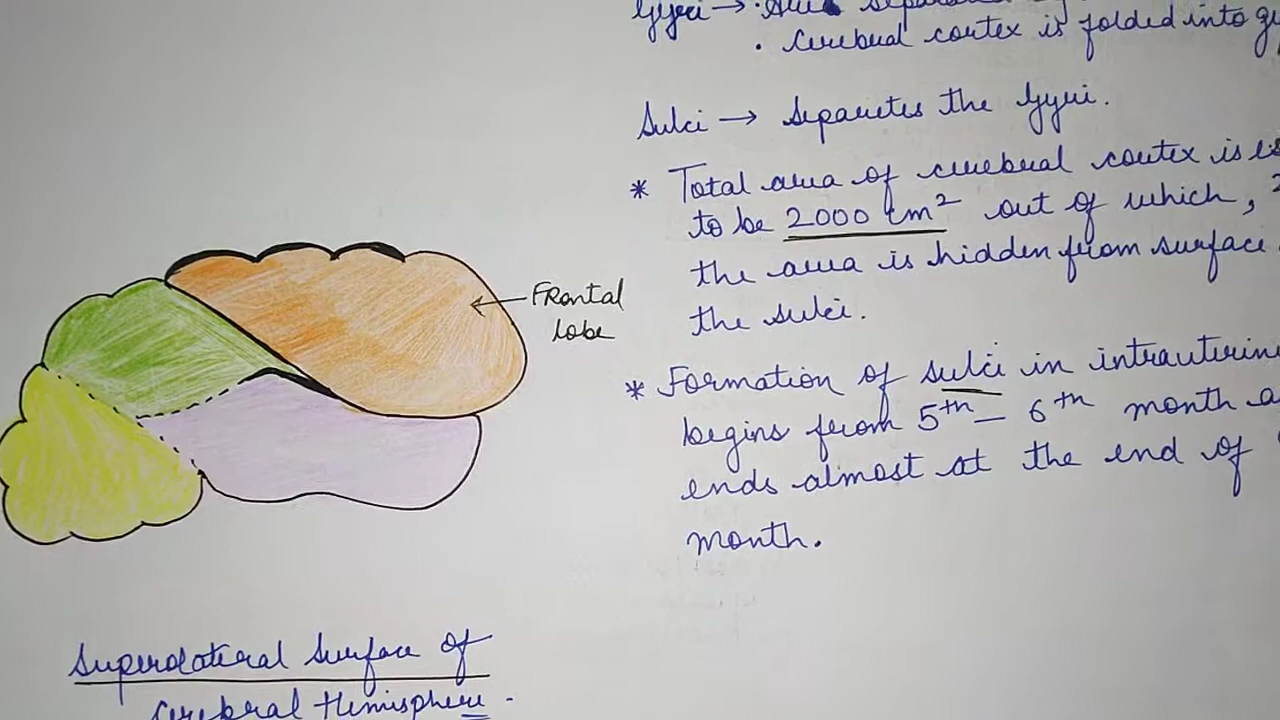 Gyri →
• Cerebral cortex is folded into
Sulci → Separates the Gyri.
* Total area of cerebral cortex is
to be 2000 cm² out of which,
the area is hidden from surface
the sulci.
Frontal
lobe
* Formation of sulci in intrauterine
begins from 5th – 6th month
ends almost at the end of
month.
Superolateral Surface of
Cerebral Hemisphere.